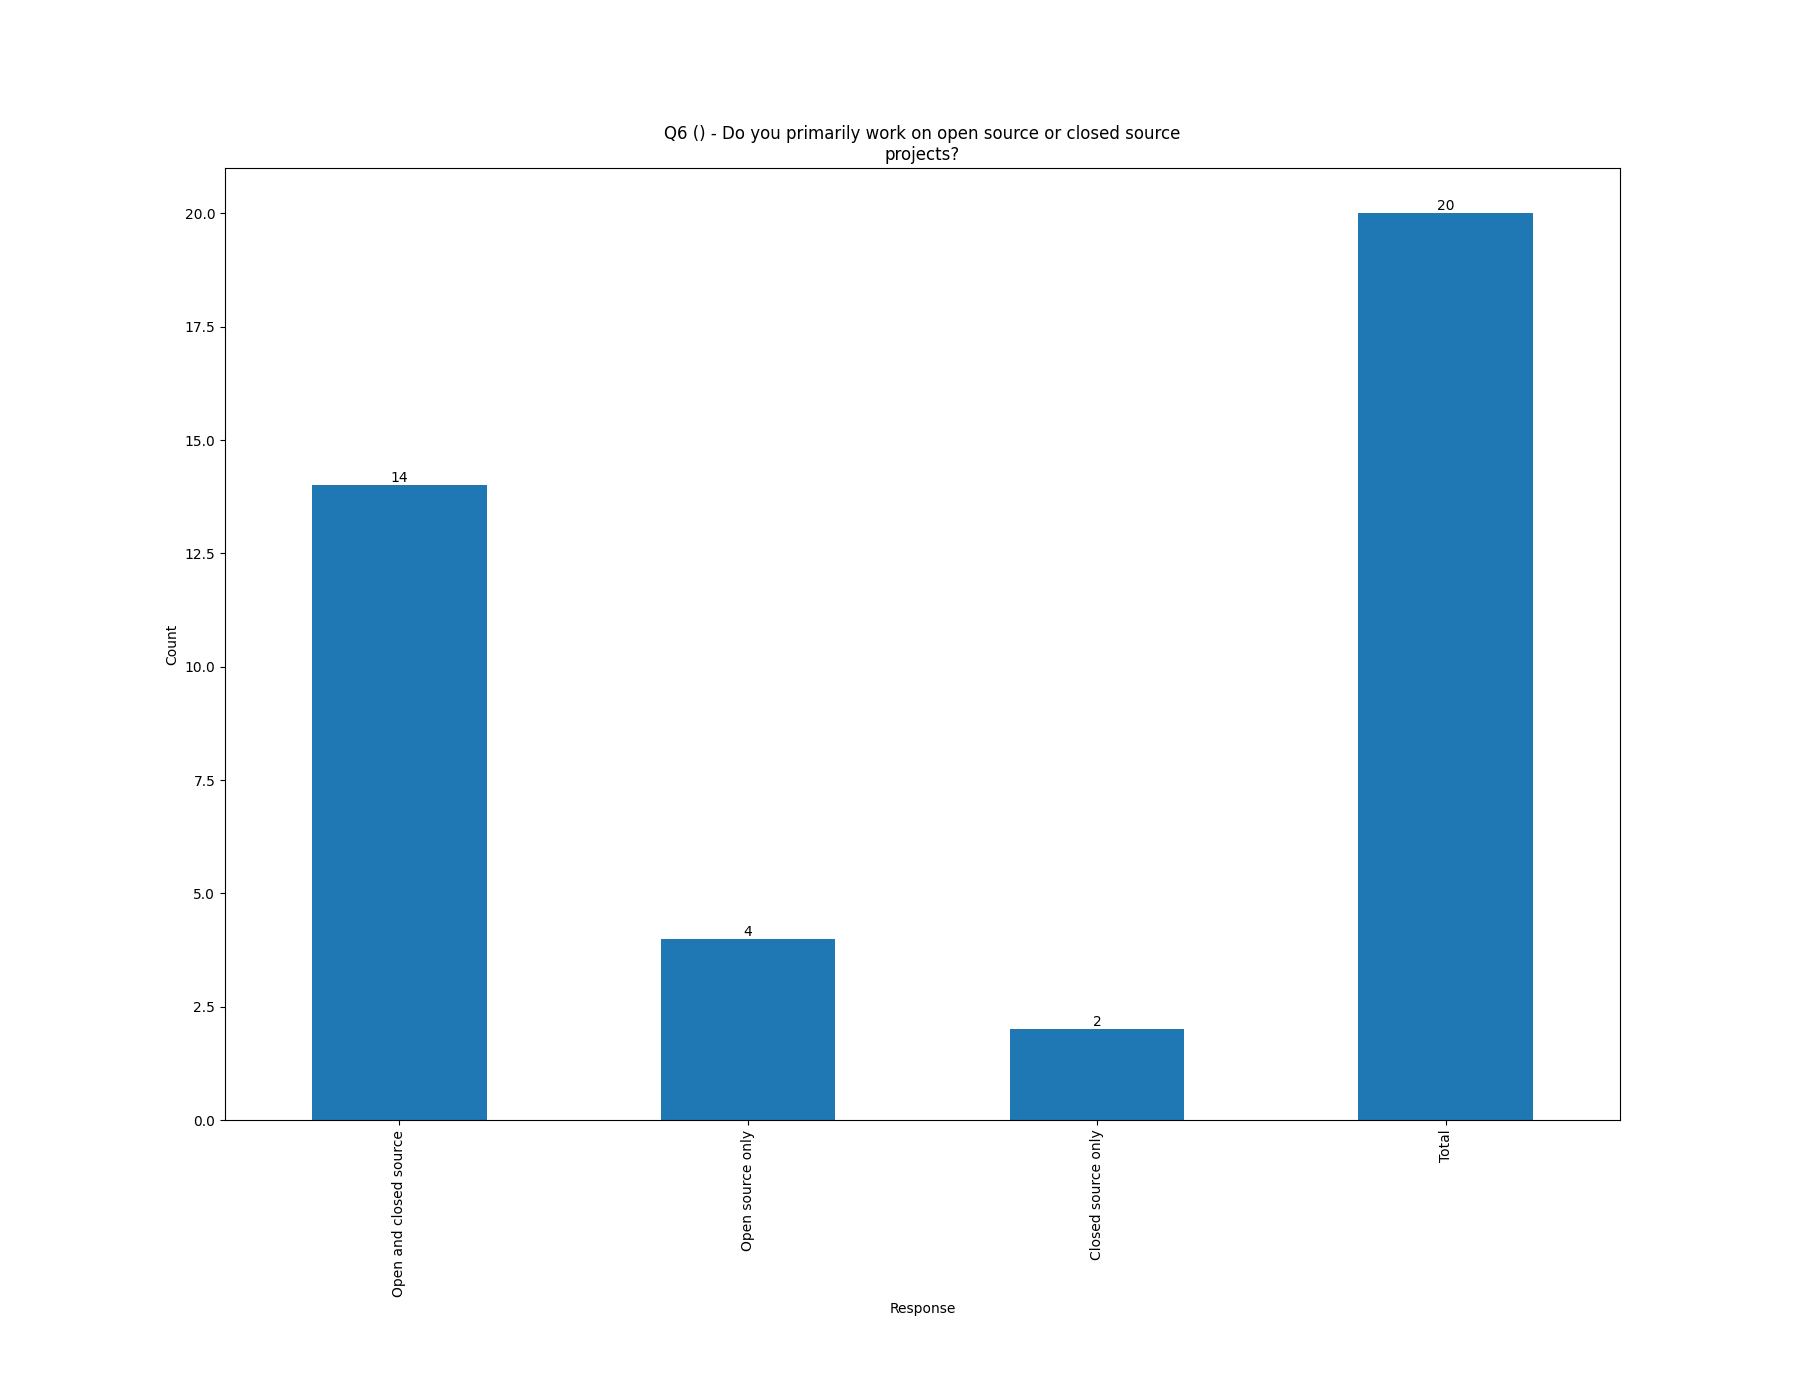 Q6 () - Do you primarily work on open source or closed source
projects?
20.0
17.5
15.0
12.5
10.0
7.5
5.0
2.5
0.0
Count
14
4
2
20
Open and closed source
Open source only
Closed source only
Total
Response